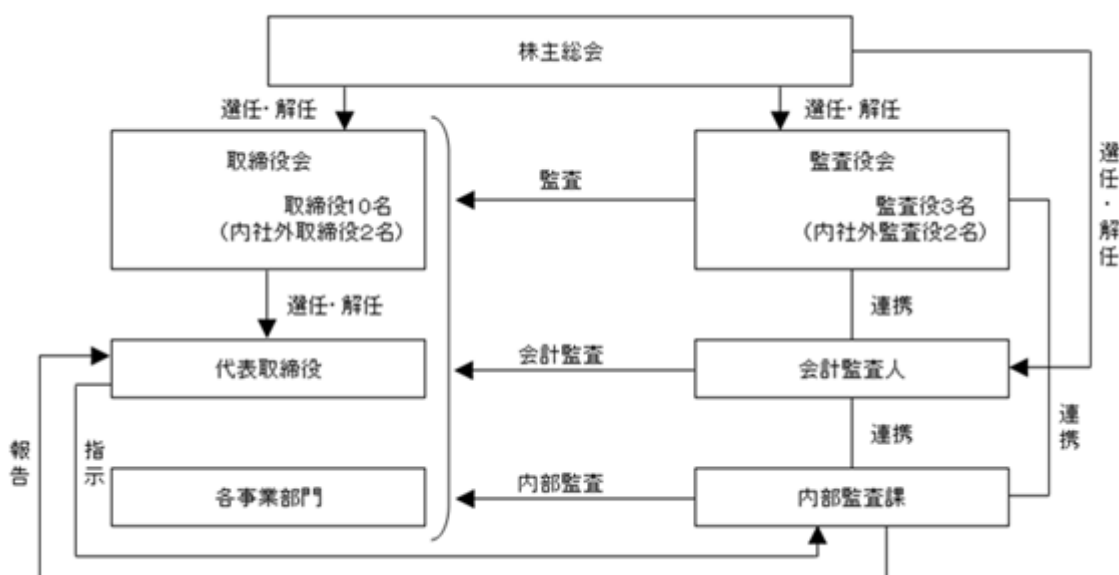 株主総会
選任・解任
選任・解任
取締役会
取締役10名
(内社外取締役2名)
監査
監査役会
監査役3名
(内社外監査役2名)
選任・解任
選任・解任
連携
代表取締役
会計監査
会計監査人
報告
指示
連携
連携
各事業部門
内部監査
内部監査課